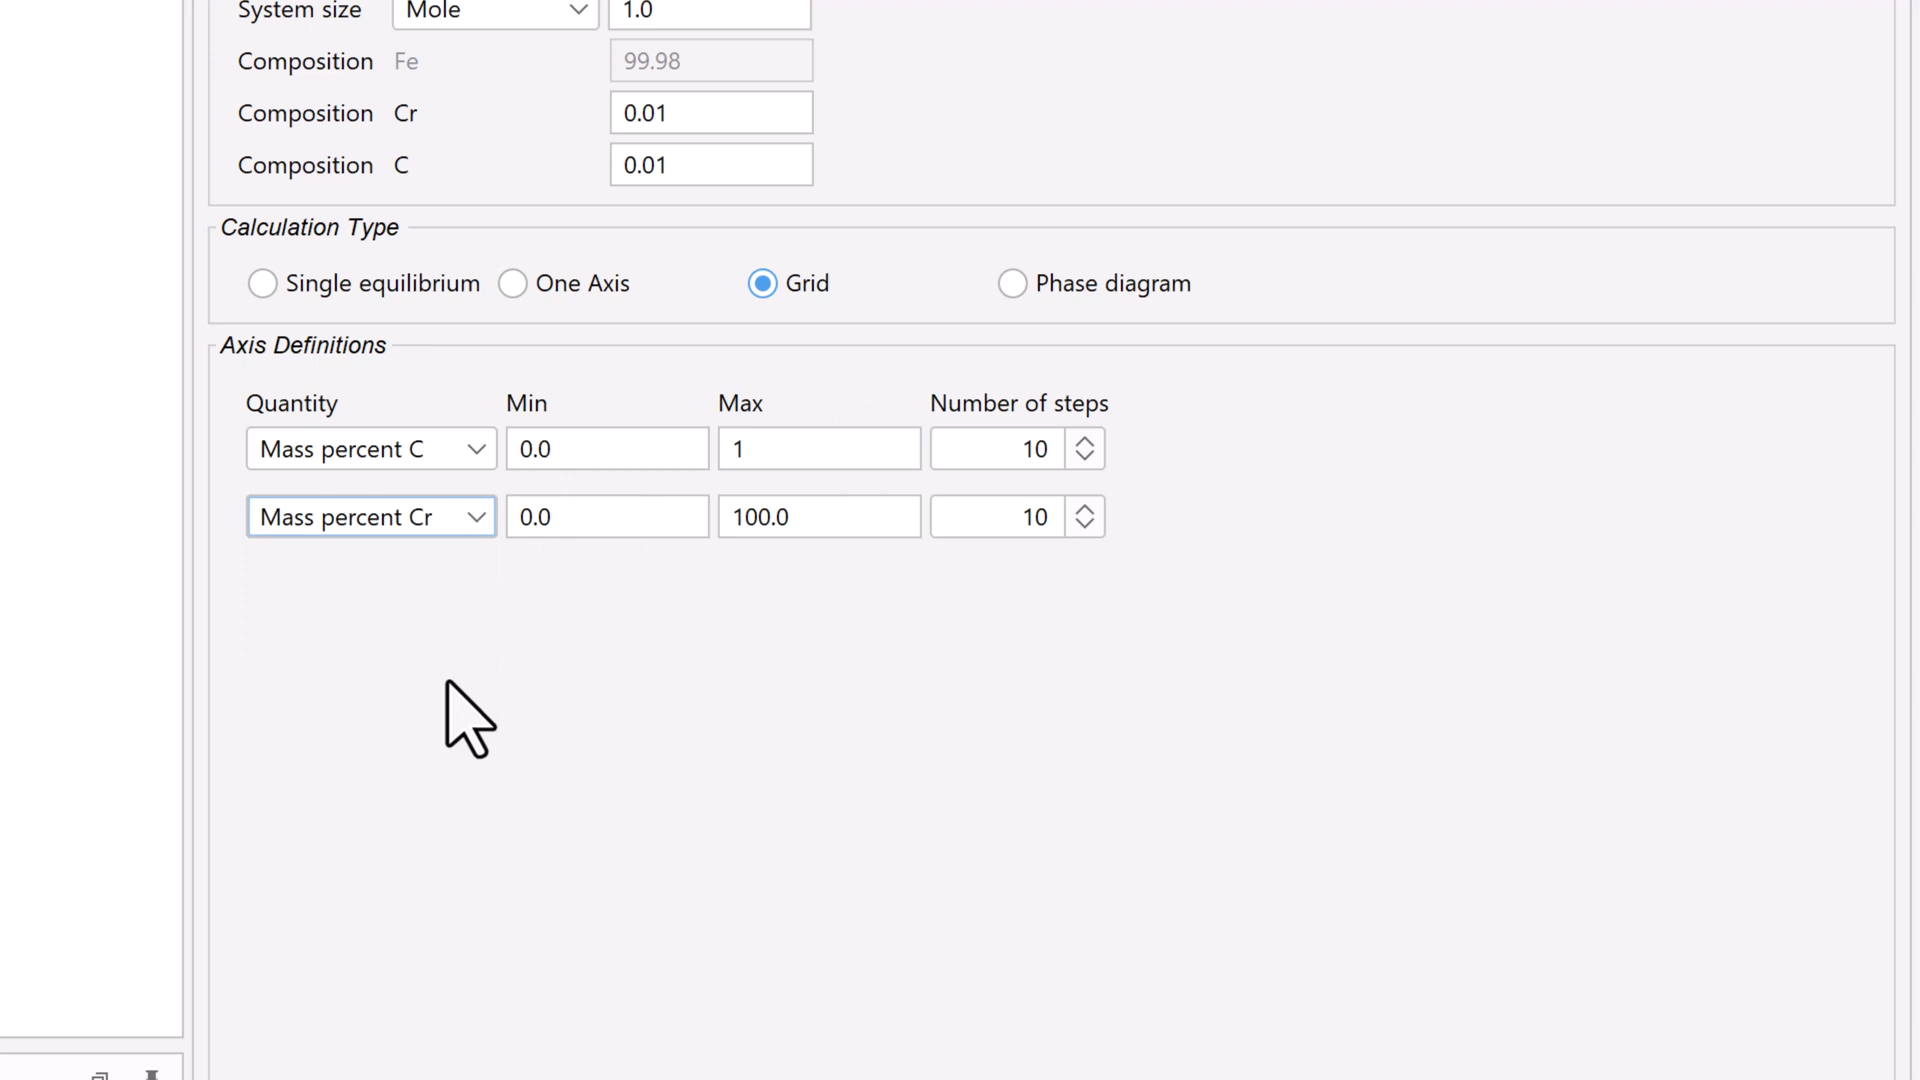 System size Mole 1.0
Composition Fe 99.98
Composition Cr 0.01
Composition C 0.01
Calculation Type
Single equilibrium One Axis Grid Phase diagram
Axis Definitions
Quantity Min Max Number of steps
Mass percent C 0.0 1 10
Mass percent Cr 0.0 100.0 10